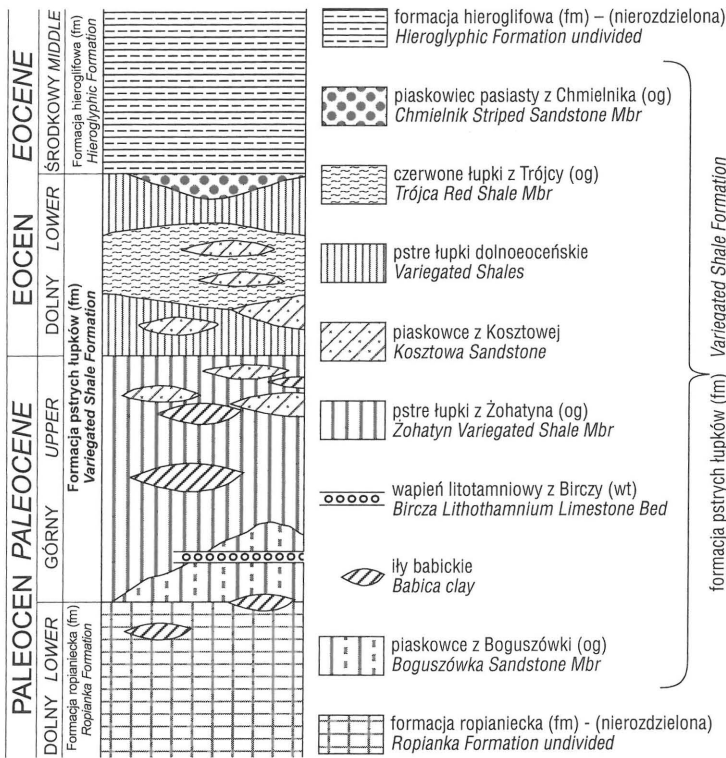 EOCEN EOCENE
PALEOCEN PALEOCENE
ŚRODKOWY MIDDLE
DOLNY LOWER
GÓRNY UPPER
DOLNY LOWER
Formacja hieroglifowa (fm)
Hieroglyphic Formation
Formacja pstrych łupków (fm)
Variegated Shale Formation
Formacja ropianiecka (fm)
Ropianka Formation
formacja hieroglifowa (fm) – (nierozdzielona)
Hieroglyphic Formation undivided
piaskowiec pasiasty z Chmielnika (og)
Chmielnik Striped Sandstone Mbr
czerwone łupki z Trójcy (og)
Trójca Red Shale Mbr
pstre łupki dolnoeoceńskie
Variegated Shales
piaskowce z Kosztowej
Kosztowa Sandstone
pstre łupki z Żohatyna (og)
Żohatyn Variegated Shale Mbr
wapień litotamniowy z Birczy (wt)
Bircza Lithothamnium Limestone Bed
iły babickie
Babica clay
piaskowce z Boguszówki (og)
Boguszówka Sandstone Mbr
formacja ropianiecka (fm) - (nierozdzielona)
Ropianka Formation undivided
formacja pstrych łupków (fm) Variegated Shale Formation